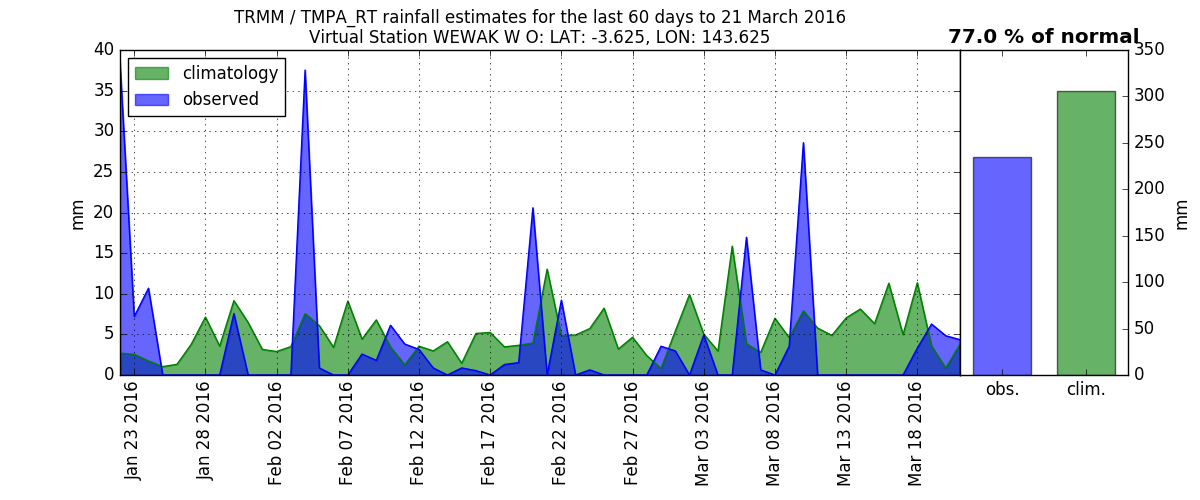 TRMM / TMPA_RT rainfall estimates for the last 60 days to 21 March 2016
Virtual Station WEWAK W O: LAT: -3.625, LON: 143.625
77.0 % of normal
climatology
observed
mm
40
35
30
25
20
15
10
5
0
Jan 23 2016
Jan 28 2016
Feb 02 2016
Feb 07 2016
Feb 12 2016
Feb 17 2016
Feb 22 2016
Feb 27 2016
Mar 03 2016
Mar 08 2016
Mar 13 2016
Mar 18 2016
350
300
250
200
150
100
50
0
mm
obs.
clim.